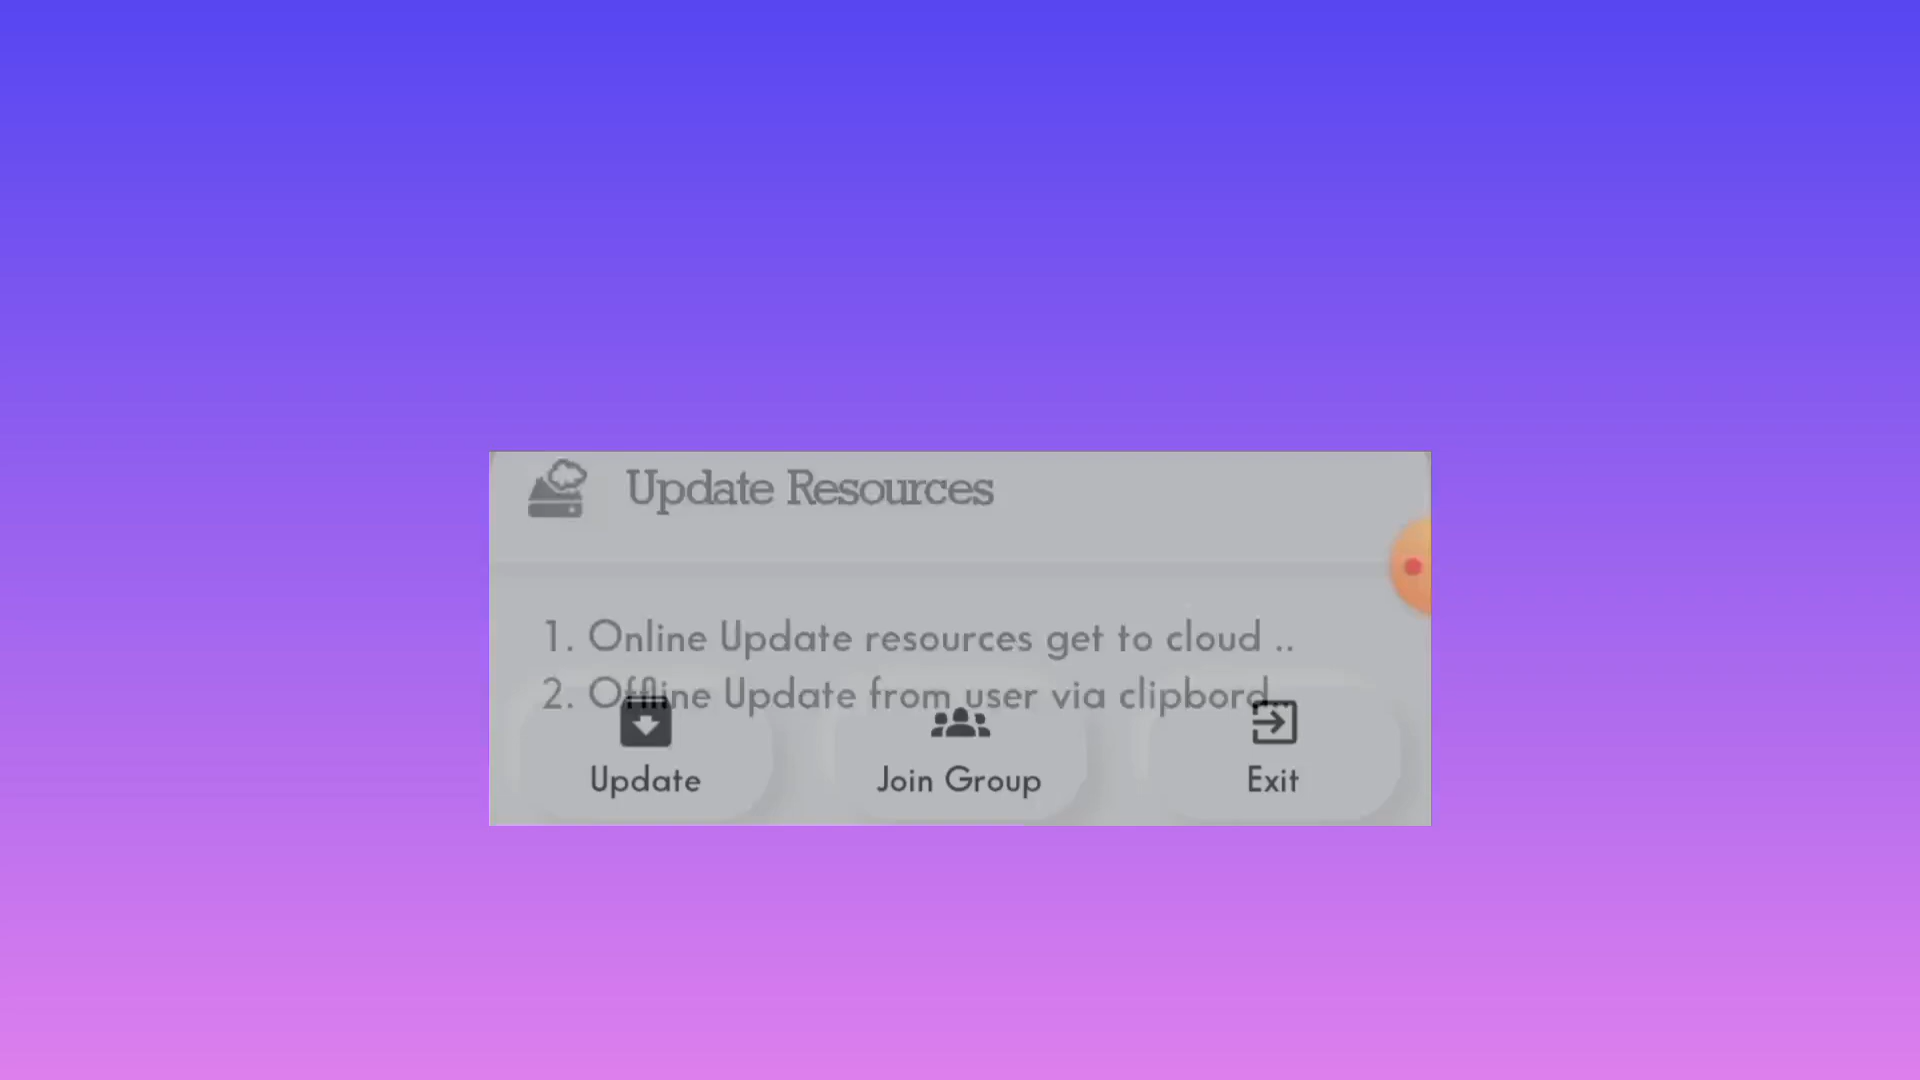 Update Resources
1. Online Update resources get to cloud ..
2. Offline Update from user via clipbord..
Update
Join Group
Exit